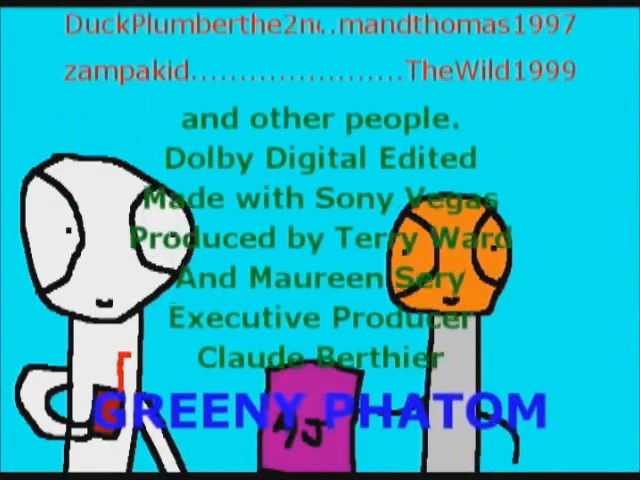 DuckPlumberthe2n(..mandthomas1997
zampakid......................TheWild1999
and other people.
Dolby Digital Edited
Made with Sony Vegas
Produced by Terry Ward
And Maureen Sery
Executive Producer
Claude Berthier
GREENY PHATOM